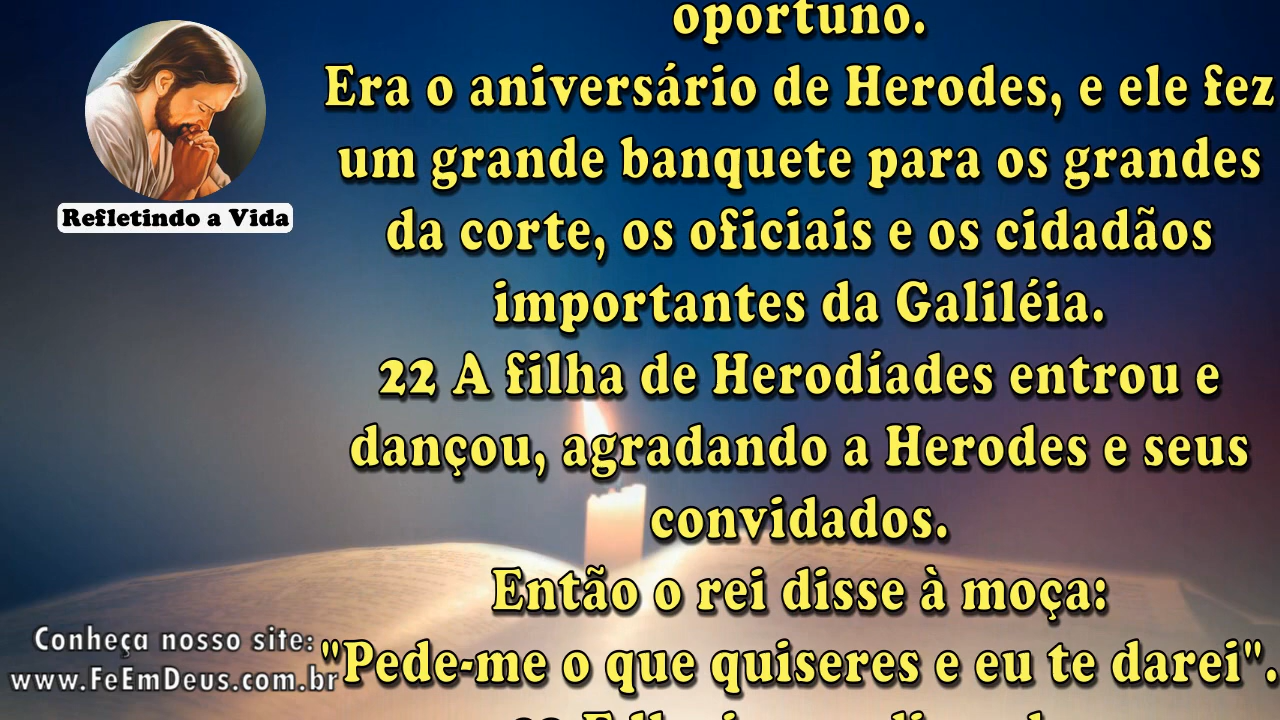 oportuno.
Era o aniversário de Herodes, e ele fez
um grande banquete para os grandes
da corte, os oficiais e os cidadãos
importantes da Galiléia.
22 A filha de Herodíades entrou e
dançou, agradando a Herodes e seus
convidados.
Então o rei disse à moça:
"Pede-me o que quiseres e eu te darei".
Refletindo a Vida
Conheça nosso site:
www.FeEmDeus.com.br